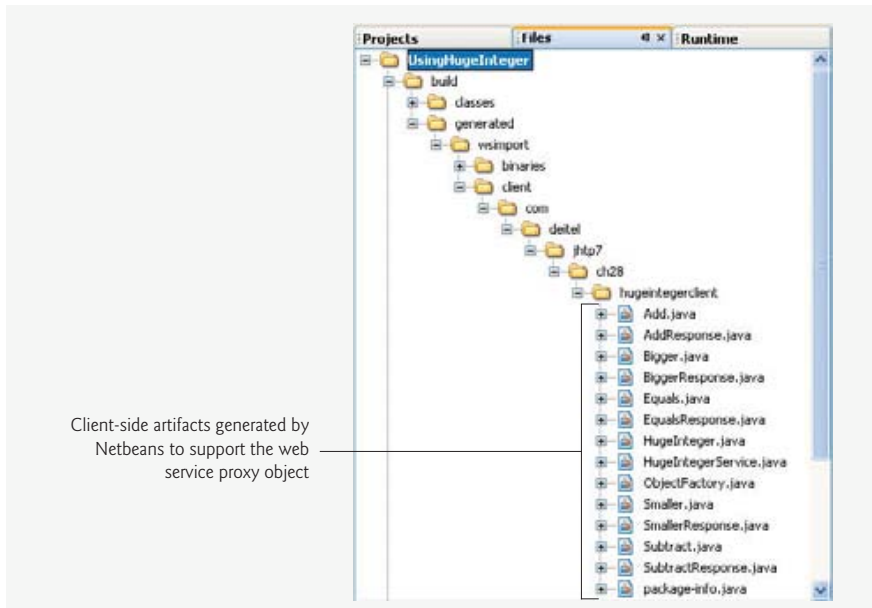 Projects
Files
Runtime
UsingHugeInteger
build
classes
generated
wsimport
binaries
client
com
deitel
jhtp7
ch28
hugeintegerclient
Add.java
AddResponse.java
Bigger.java
BiggerResponse.java
Equals.java
EqualsResponse.java
HugeInteger.java
HugeIntegerService.java
ObjectFactory.java
Smaller.java
SmallerResponse.java
Subtract.java
SubtractResponse.java
package-info.java
Client-side artifacts generated by
Netbeans to support the web
service proxy object